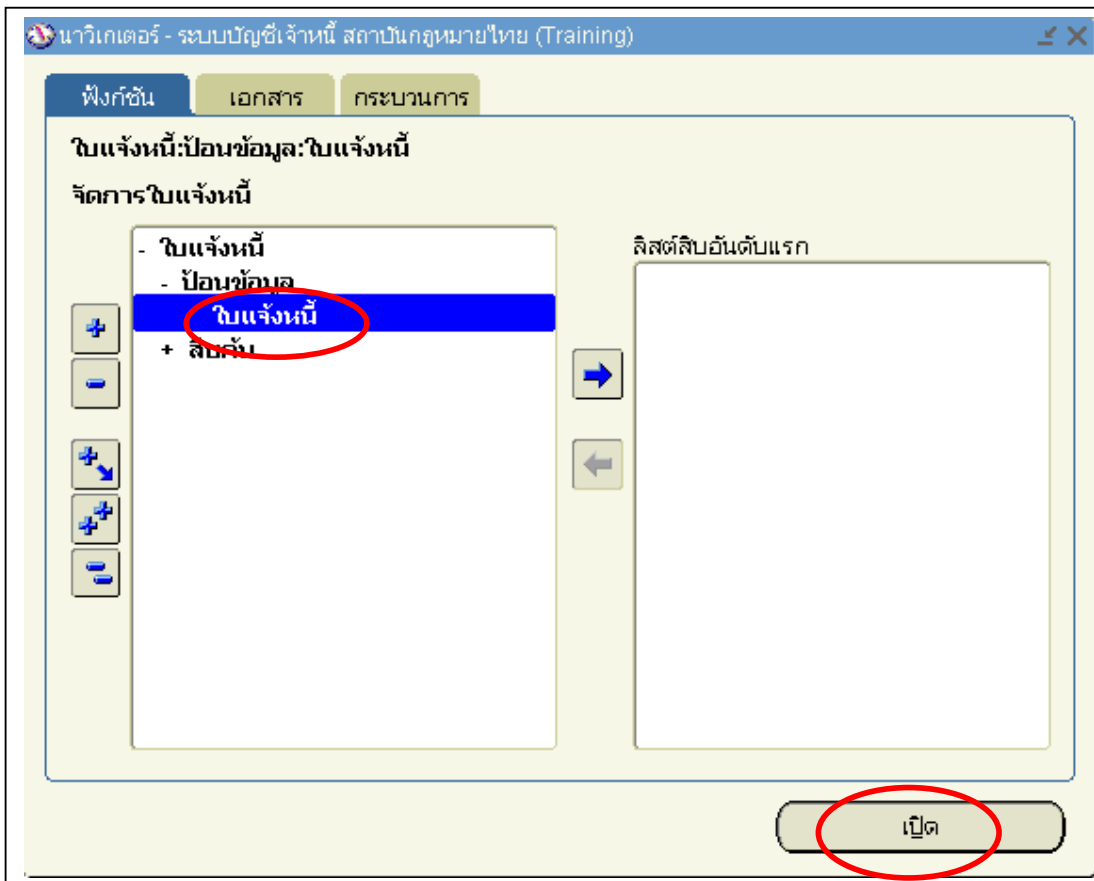 นาวิเกเตอร์ - ระบบบัญชีเจ้าหนี้ สถาบันกฎหมายไทย (Training)
ฟังก์ชัน เอกสาร กระบวนการ
ใบแจ้งหนี้:ป้อนข้อมูล:ใบแจ้งหนี้
จัดการใบแจ้งหนี้
- ใบแจ้งหนี้
- ป้อนข้อมูล
ใบแจ้งหนี้
+ สืบค้น
ลิสต์สิบอันดับแรก
เปิด